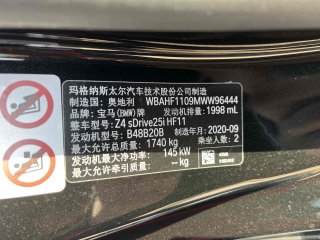 玛格纳斯太尔汽车技术股份公司制造
制造国：奥地利 WBAHF1109MWW96444
品牌：宝马(BMW)牌 发动机排量：1998 mL
整车型号：Z4 sDrive25i HF11
发动机型号：B48B20B 制造年月：2020-09
最大允许总质量：1740 kg 乘坐人数：2
发动机最大净功率：145 kW
最大允许牵引质量：-- kg